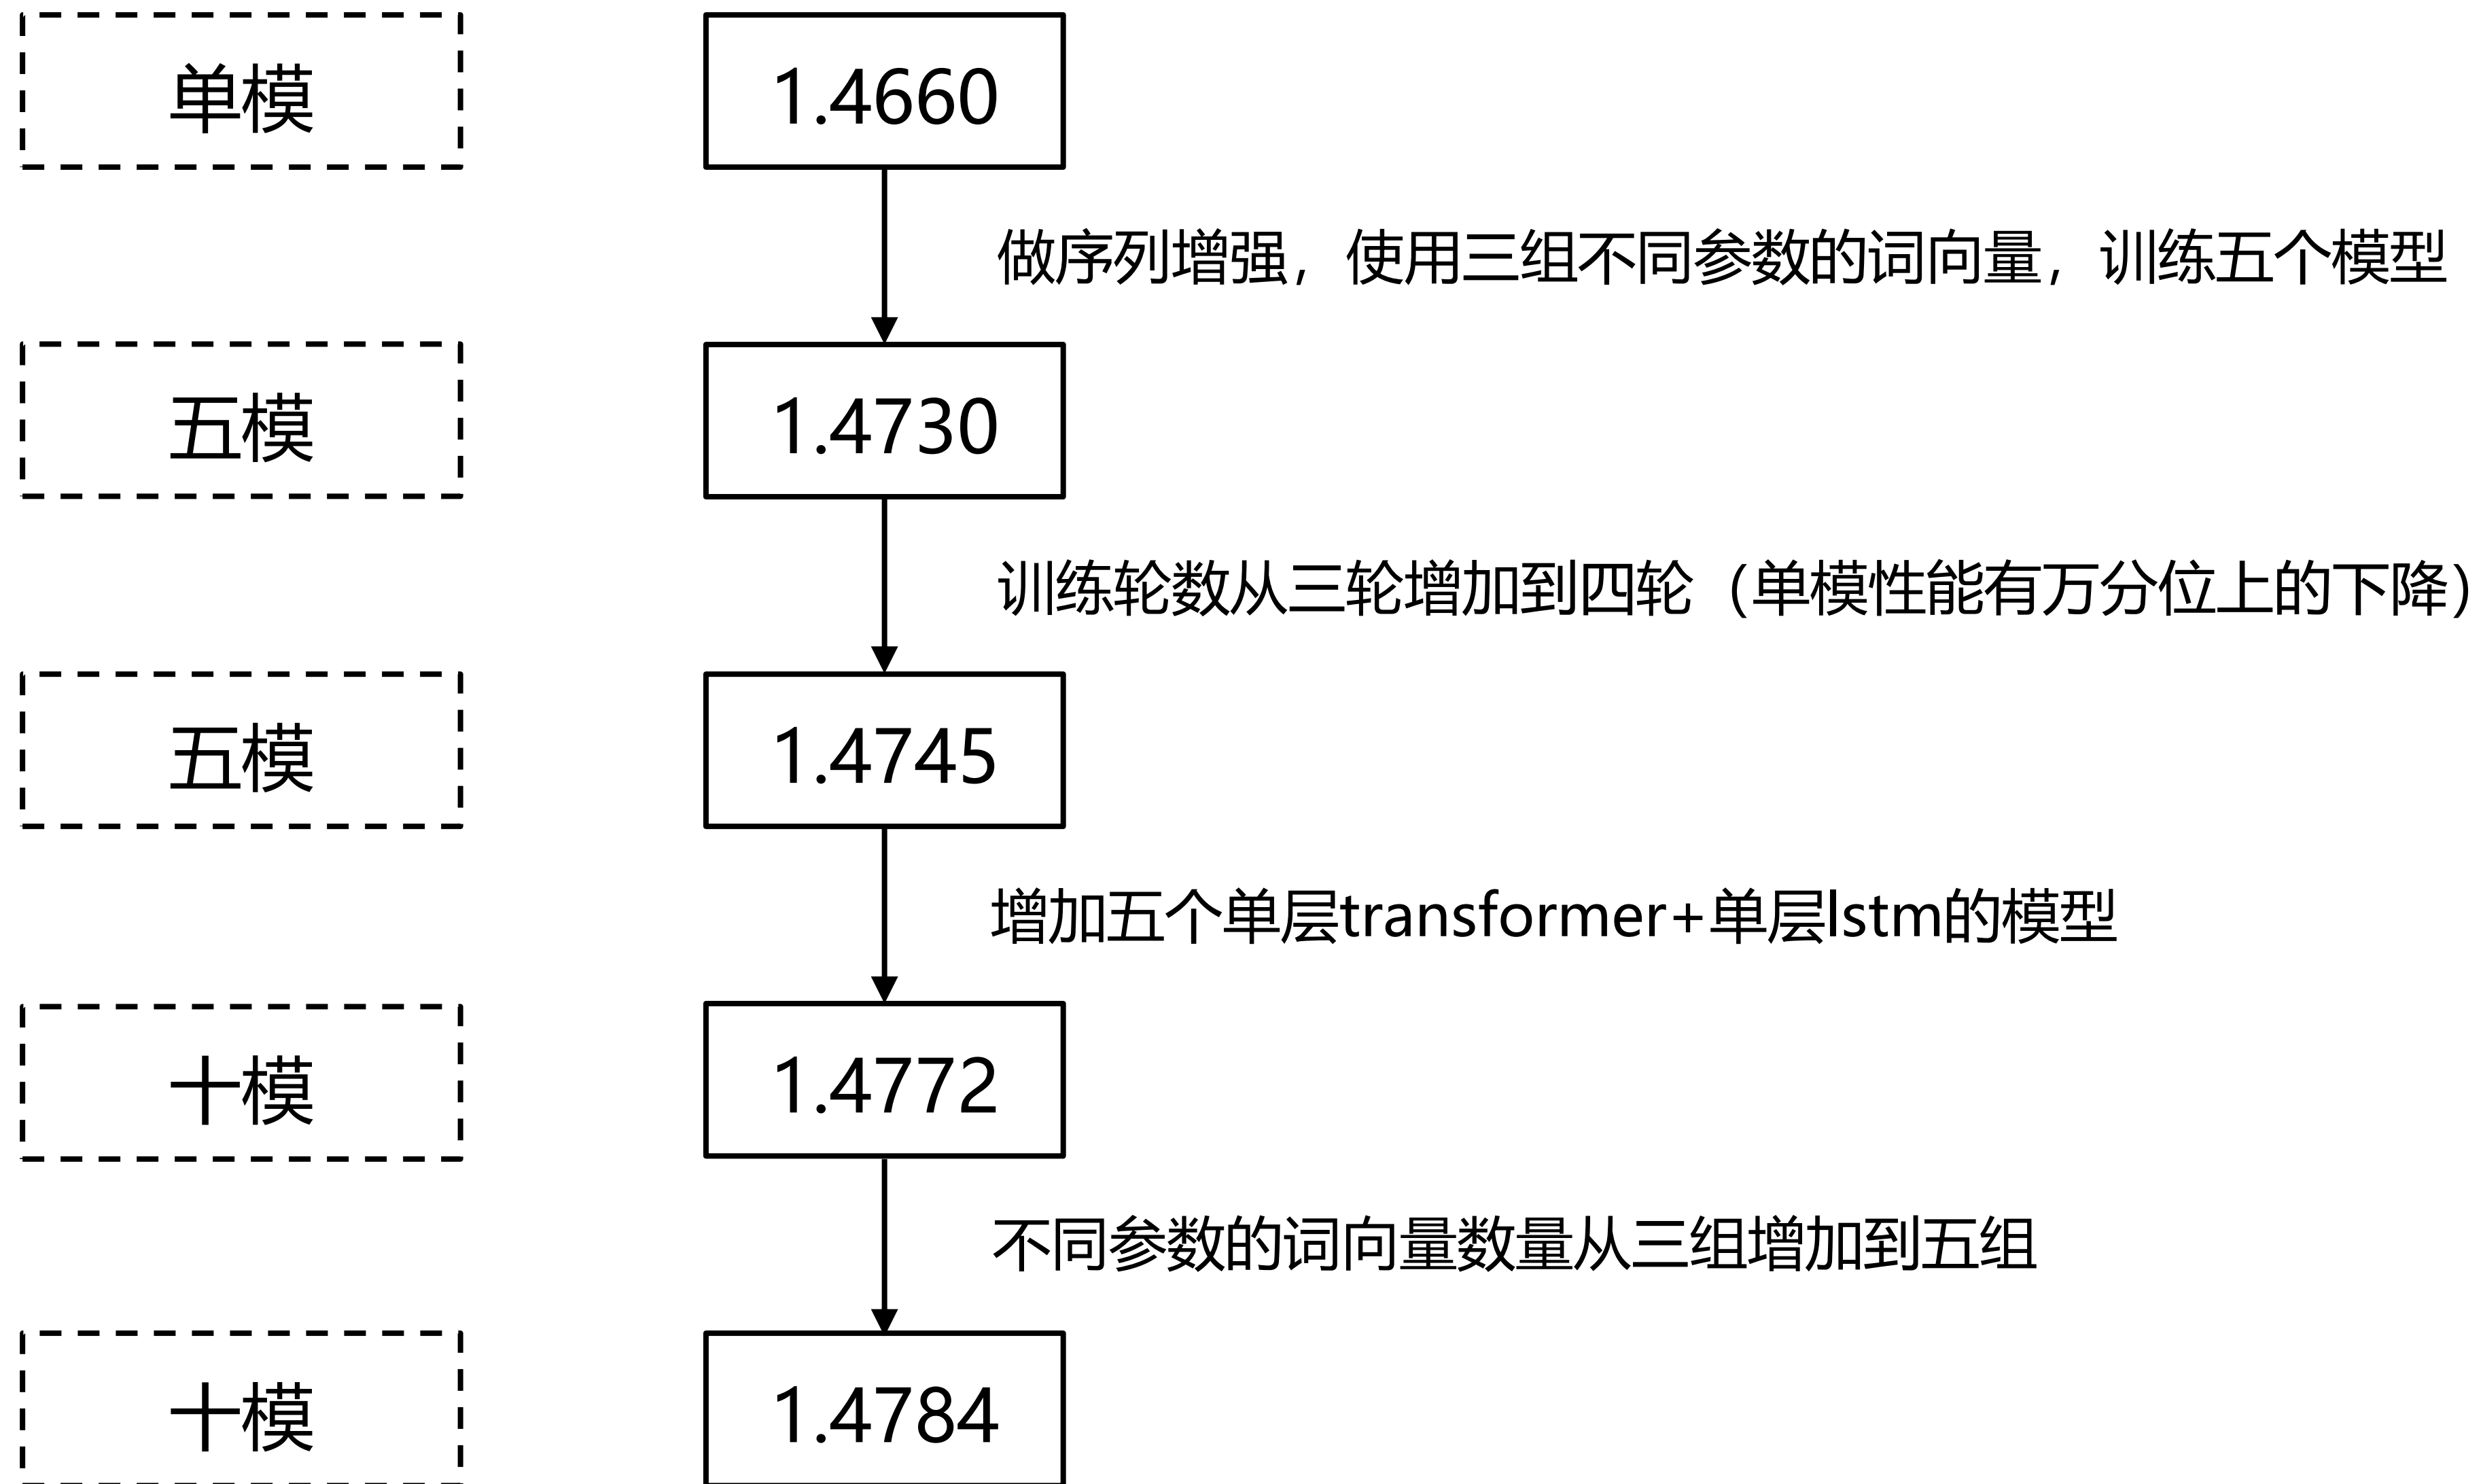 单模
1.4660
做序列增强，使用三组不同参数的词向量，训练五个模型
五模
1.4730
训练轮数从三轮增加到四轮（单模性能有万分位上的下降）
五模
1.4745
增加五个单层transformer+单层lstm的模型
十模
1.4772
不同参数的词向量数量从三组增加到五组
十模
1.4784